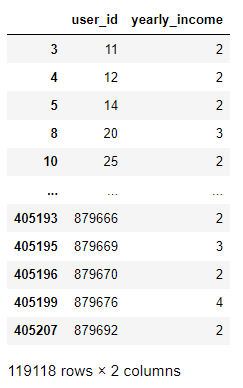 user_id yearly_income
3 11 2
4 12 2
5 14 2
8 20 3
10 25 2
... ... ...
405193 879666 2
405195 879669 3
405196 879670 2
405199 879676 4
405207 879692 2
119118 rows × 2 columns